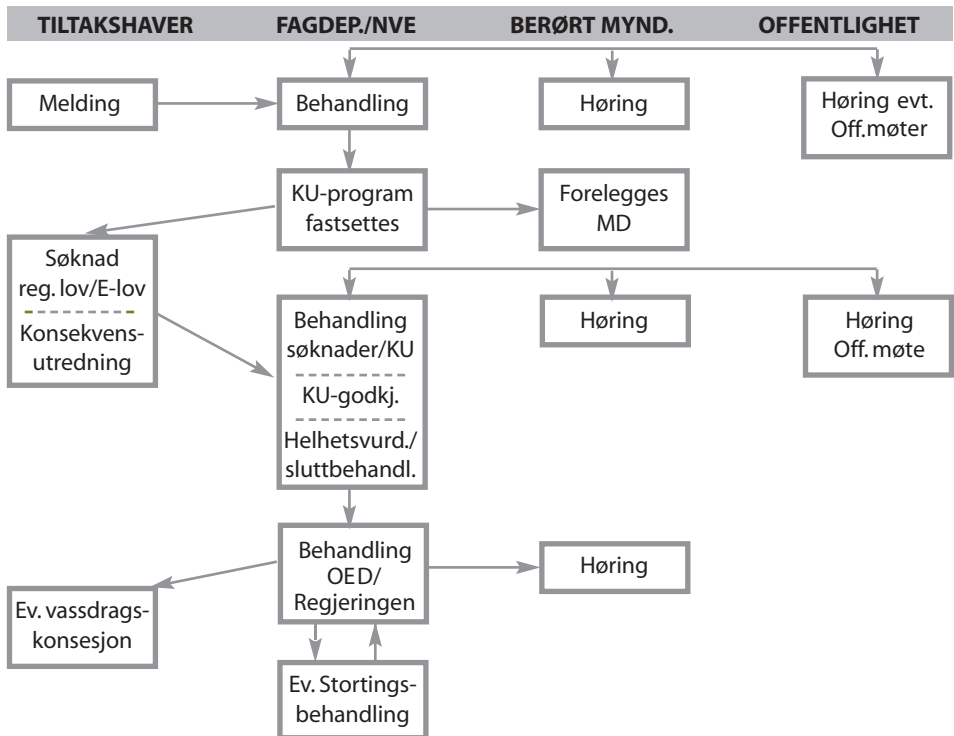 TILTAKSHAVER
FAGDEP./NVE
BERØRT MYND.
OFFENTLIGHET
Melding
Behandling
Høring
Høring evt.
Off.møter
KU-program
fastsettes
Forelegges
MD
Søknad
reg. lov/E-lov
Konsekvens-
utredning
Behandling
søknader/KU
KU-godkj.
Helhetsvurd./
sluttbehandl.
Høring
Høring
Off. møte
Behandling
OED/
Regjeringen
Høring
Ev. vassdrags-
konsesjon
Ev. Stortings-
behandling